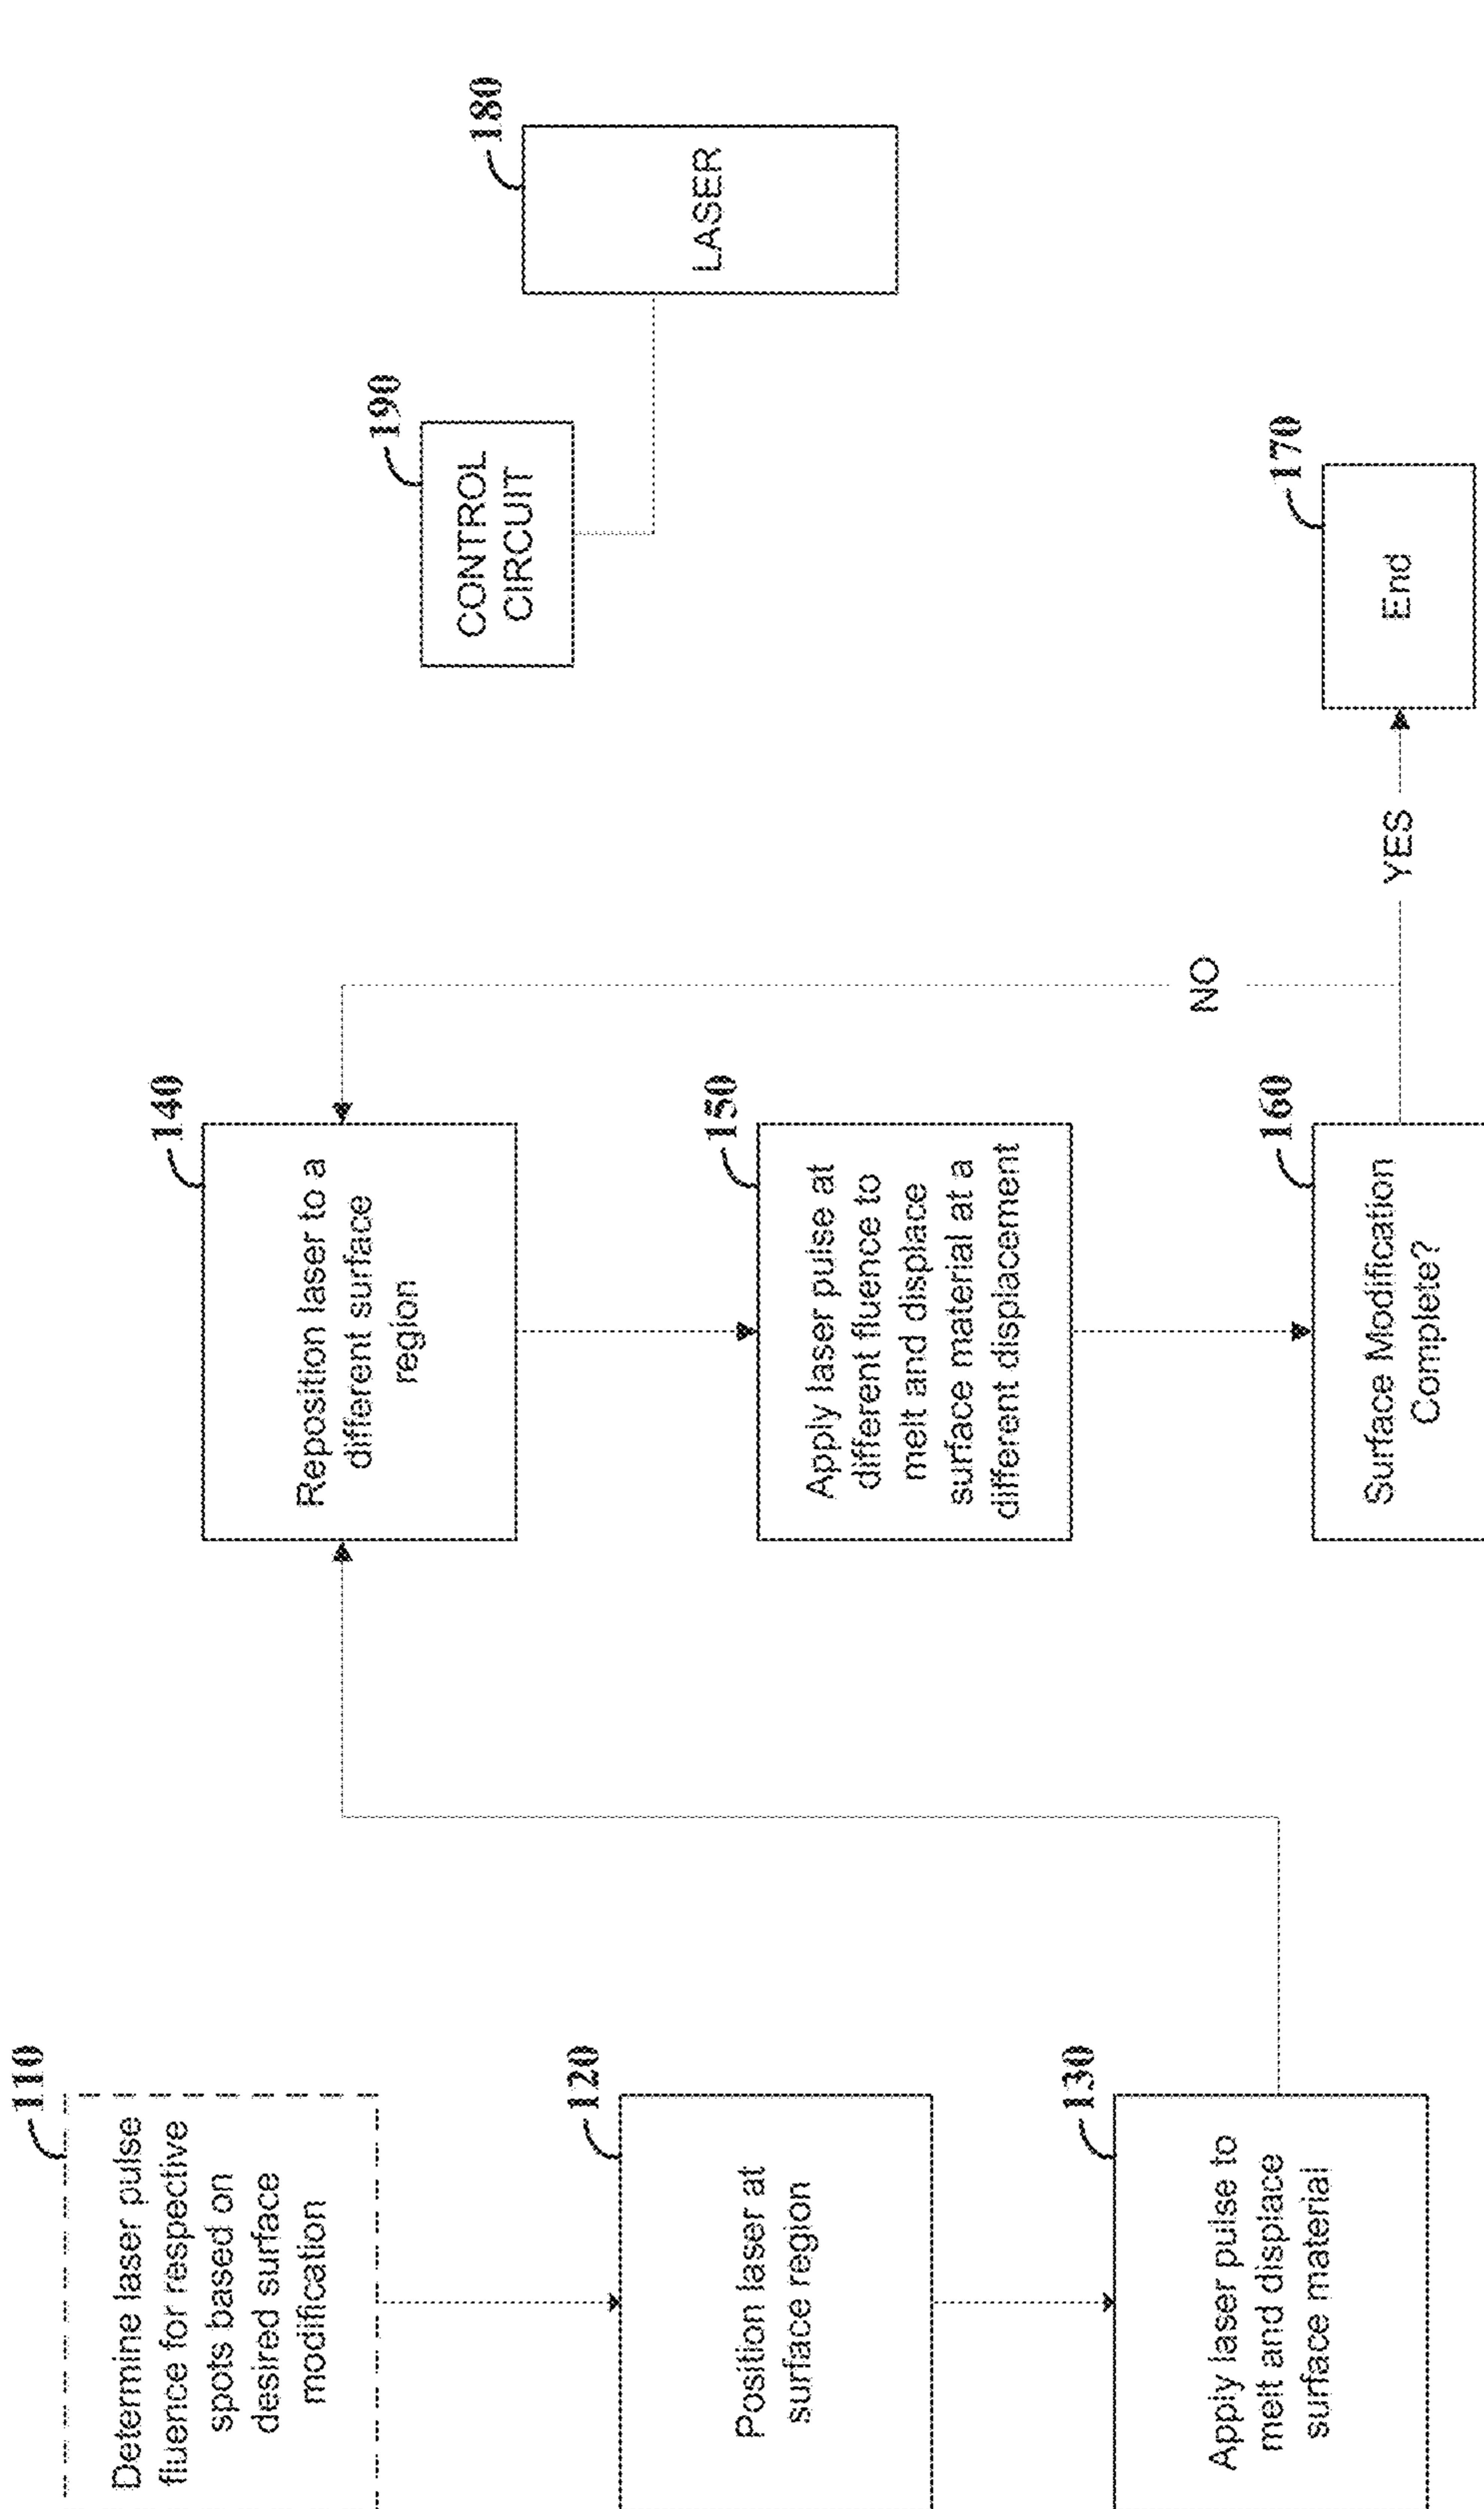 110
Determine laser pulse
fluence for respective
spots based on
desired surface
modification
120
Position laser at
surface region
130
Apply laser pulse to
melt and displace
surface material
140
Reposition laser to a
different surface
region
150
Apply laser pulse at
different fluence to
melt and displace
surface material at a
different displacement
160
Surface Modification
Complete?
NO
YES
170
End
190
CONTROL
CIRCUIT
180
LASER